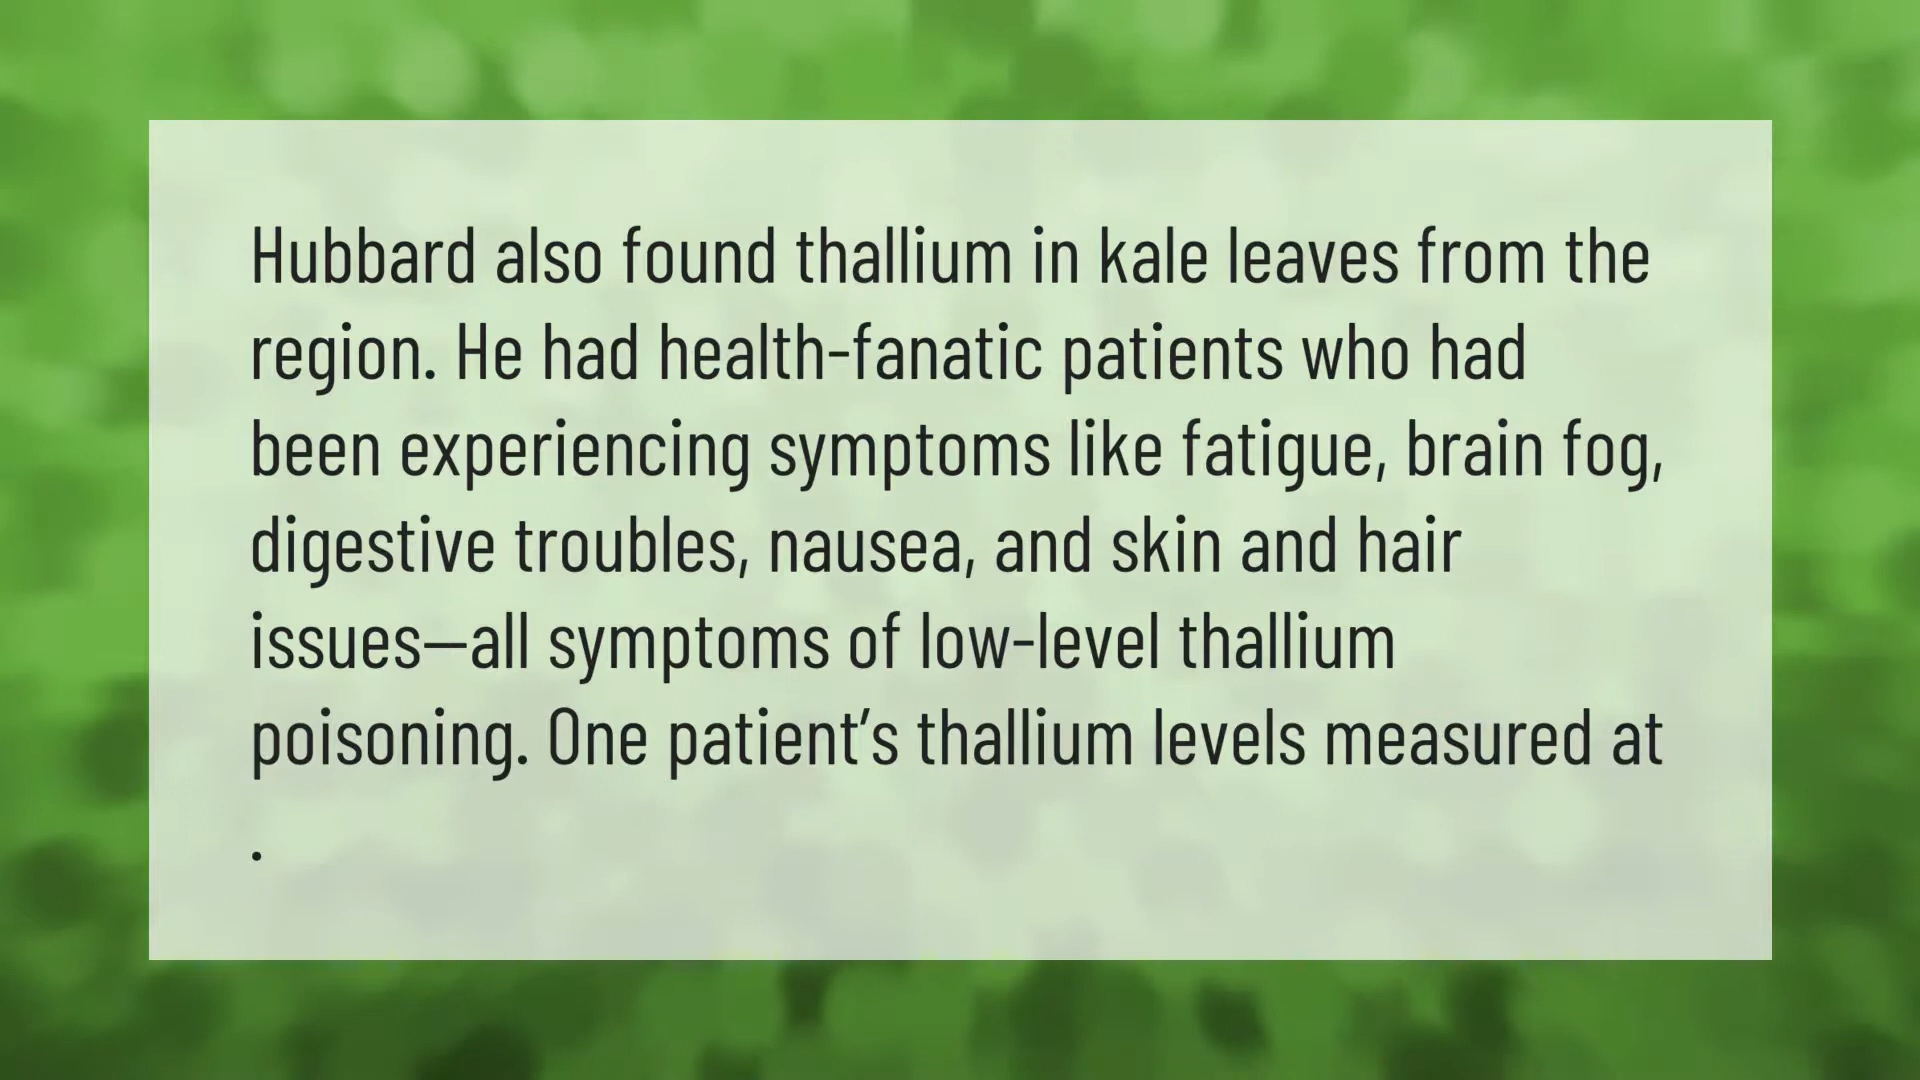 Hubbard also found thallium in kale leaves from the
region. He had health-fanatic patients who had
been experiencing symptoms like fatigue, brain fog,
digestive troubles, nausea, and skin and hair
issues—all symptoms of low-level thallium
poisoning. One patient’s thallium levels measured at
.